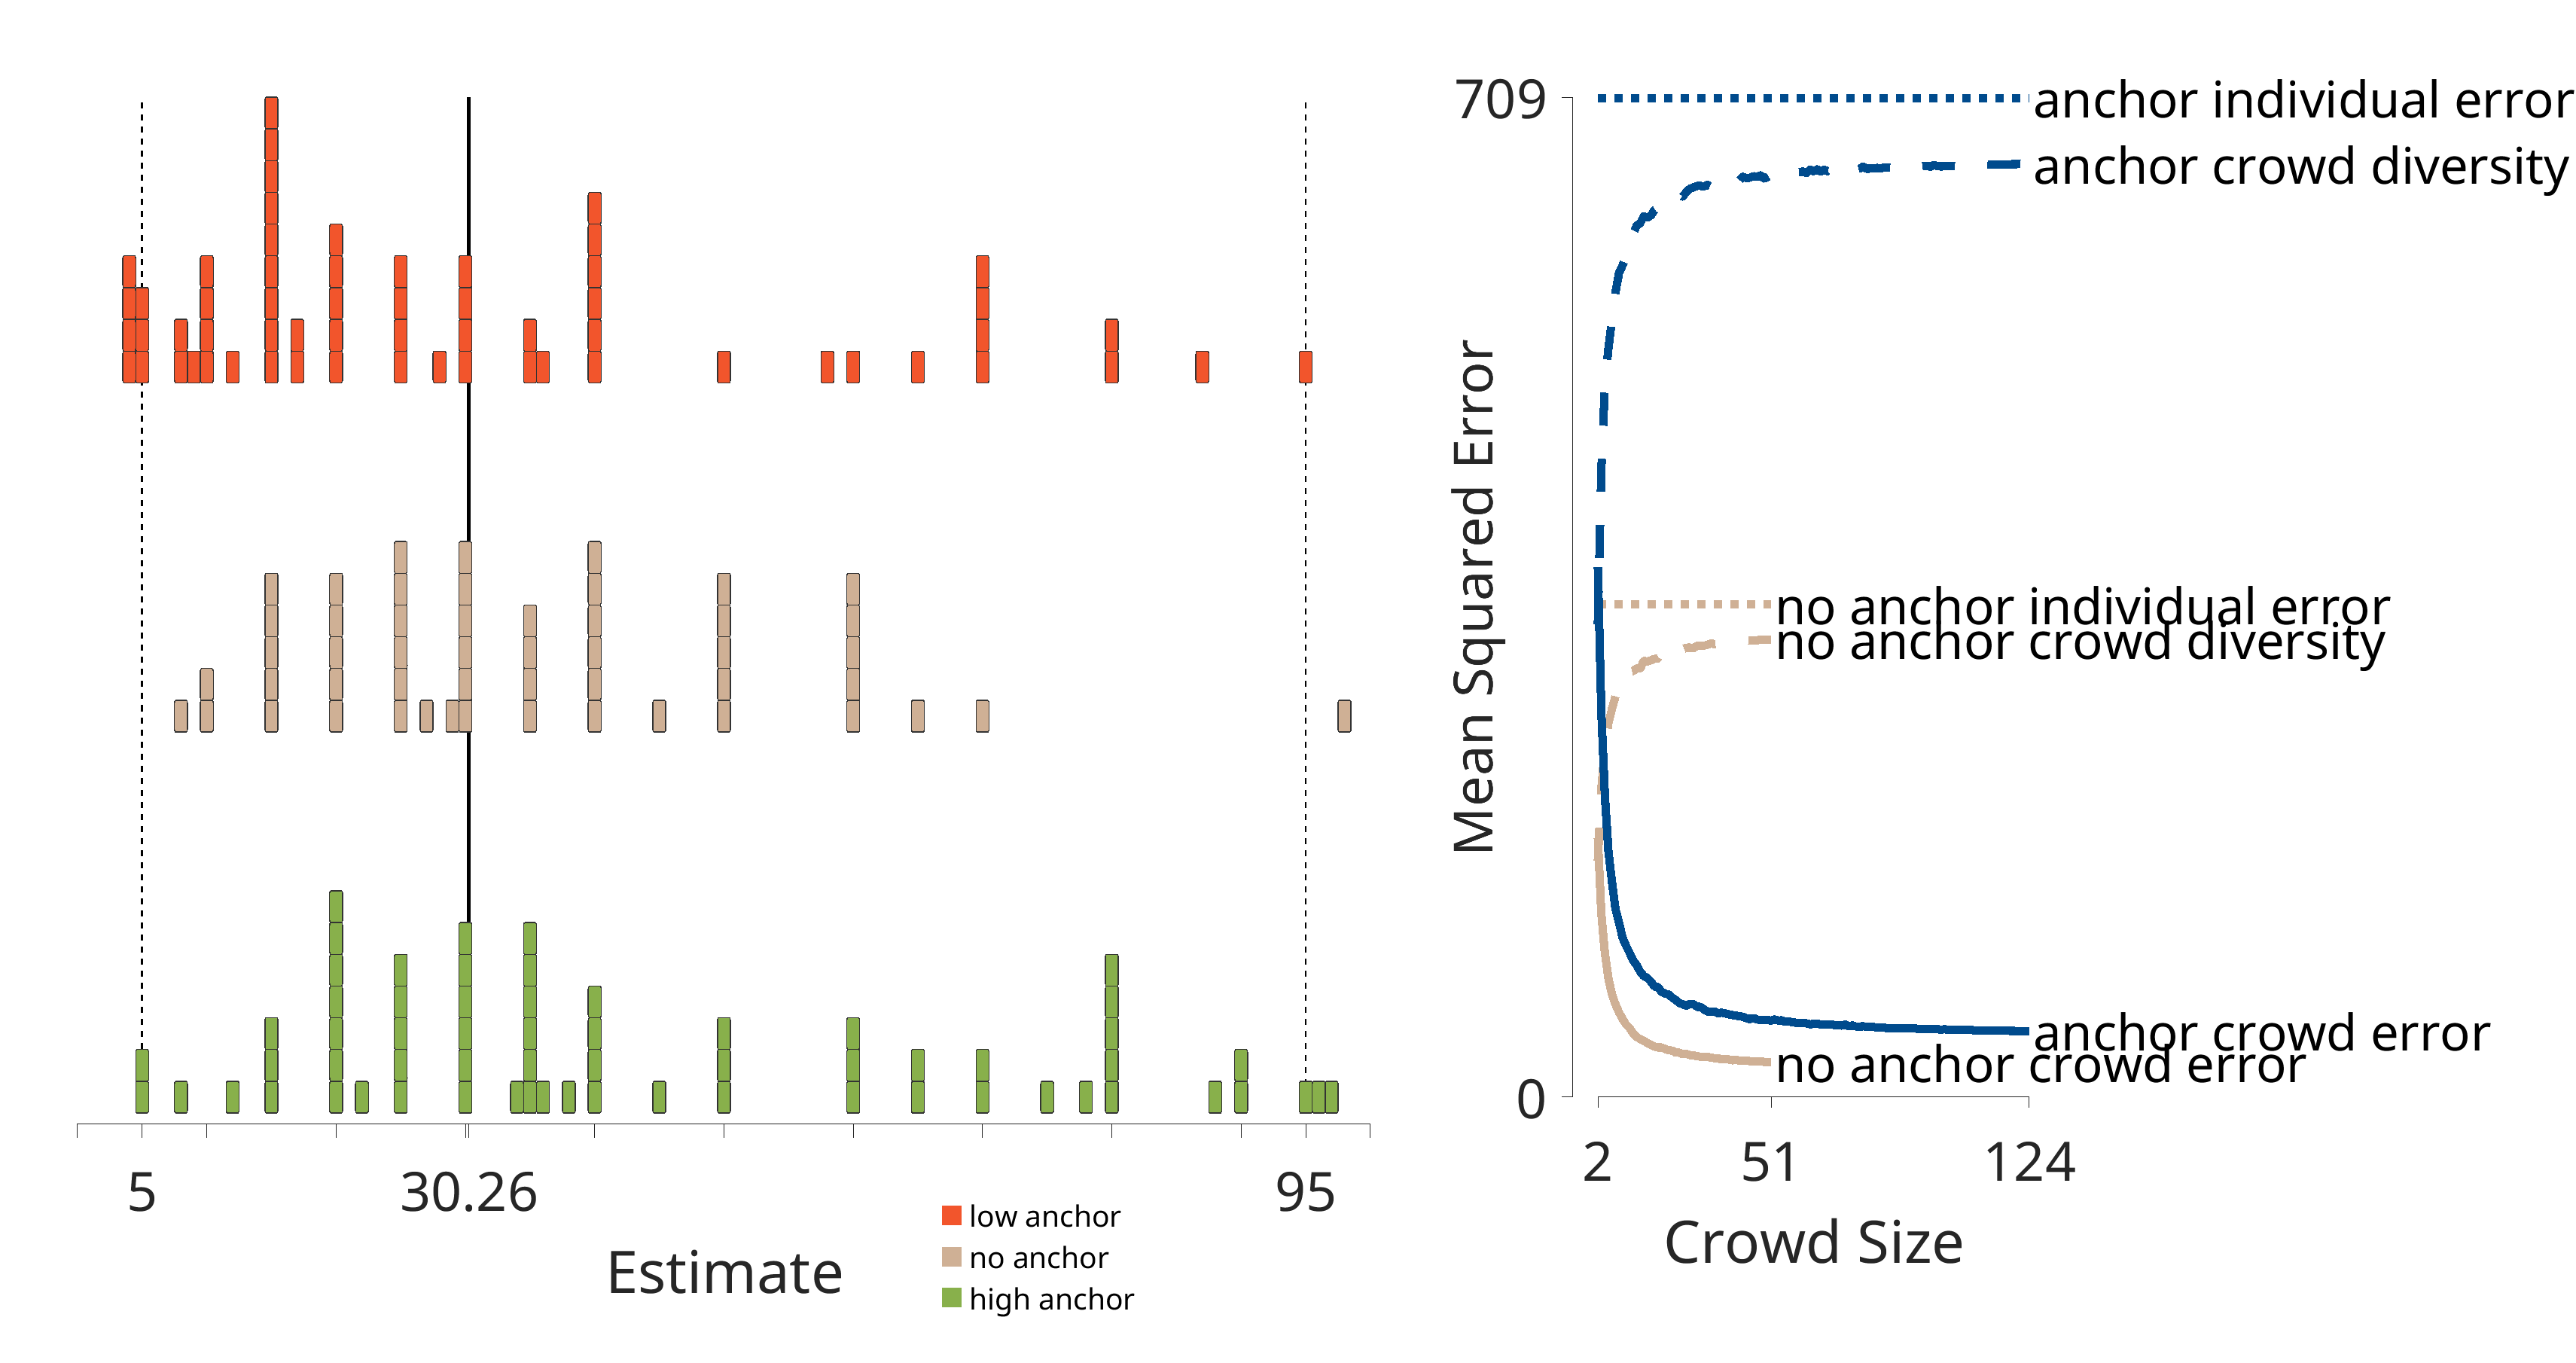 5
30.26
95
Estimate
low anchor
no anchor
high anchor
709
0
Mean Squared Error
anchor individual error
anchor crowd diversity
no anchor individual error
no anchor crowd diversity
anchor crowd error
no anchor crowd error
2
51
124
Crowd Size